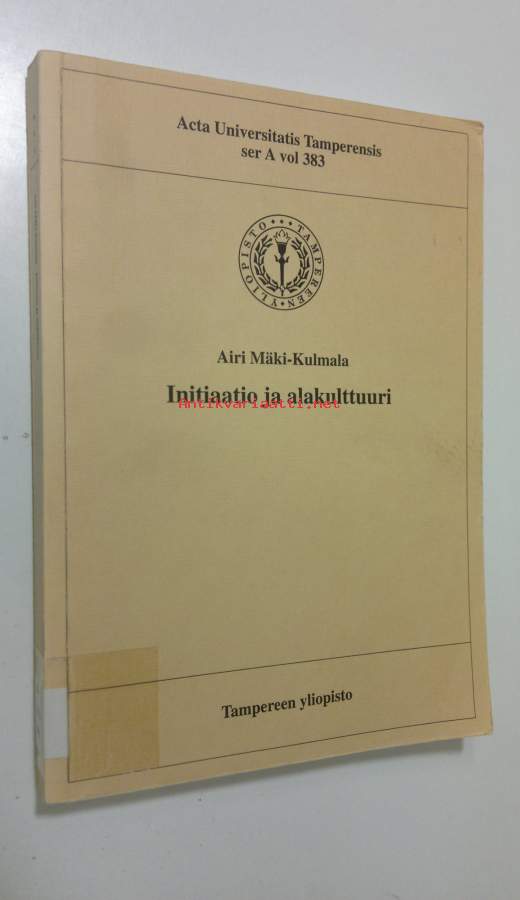 Acta Universitatis Tamperensis
ser A vol 383
TAMPEREEN YLIOPISTO
Airi Mäki-Kulmala
Initiaatio ja alakulttuuri
Antikvariaatti.net
Tampereen yliopisto